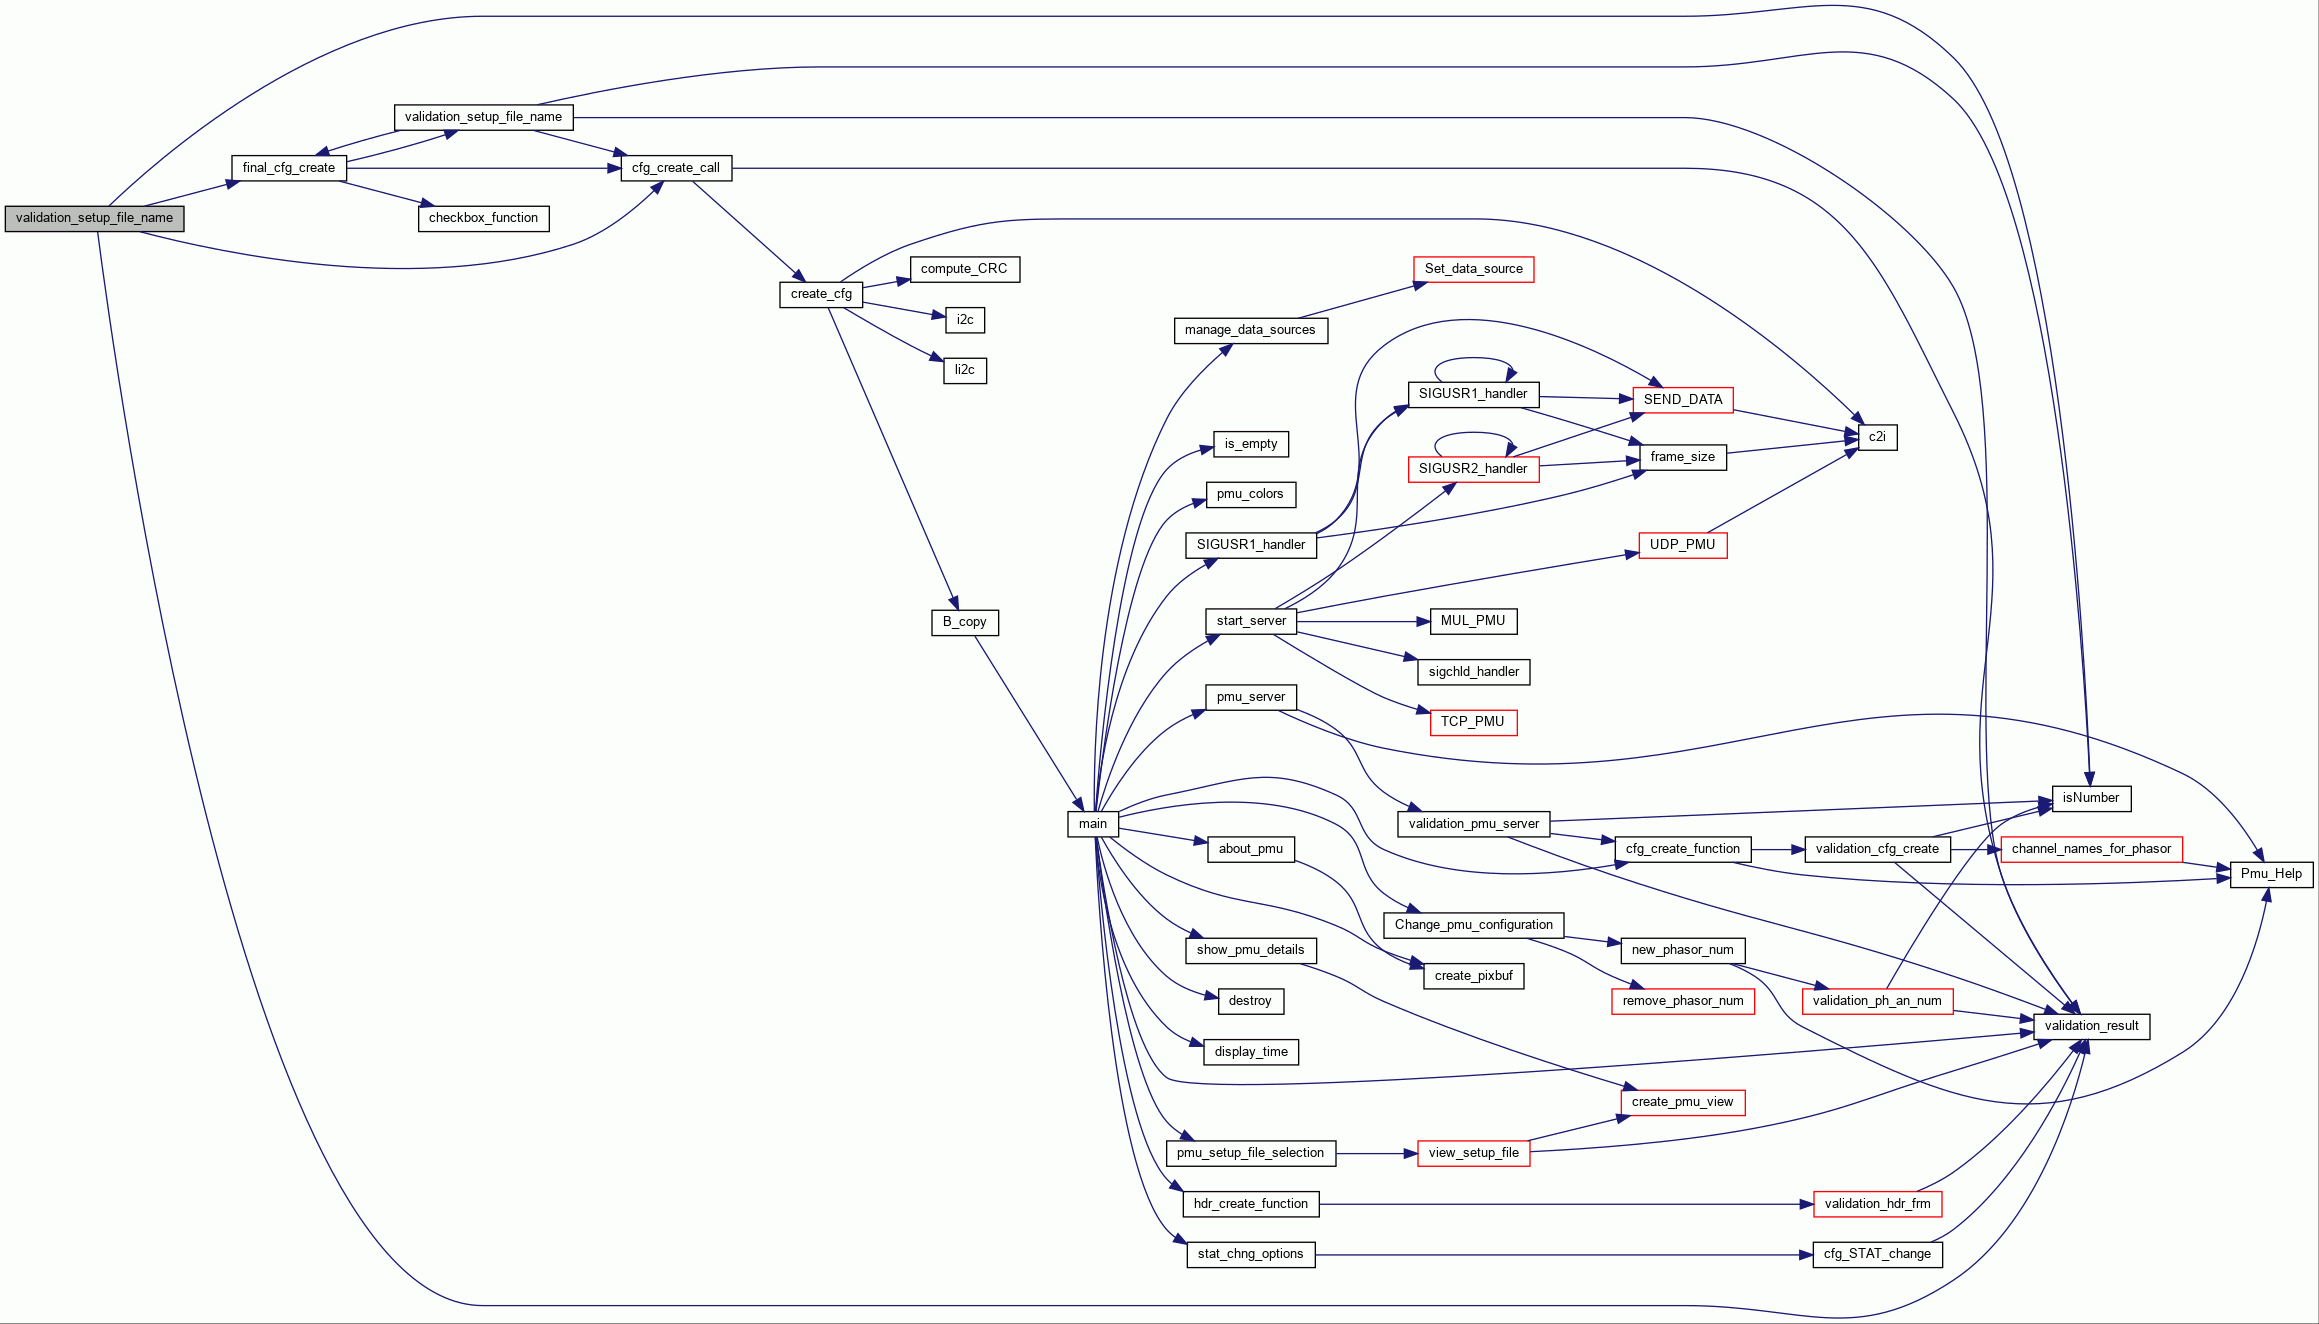 validation_setup_file_name
final_cfg_create
validation_setup_file_name
checkbox_function
cfg_create_call
create_cfg
compute_CRC
i2c
li2c
B_copy
main
manage_data_sources
is_empty
pmu_colors
SIGUSR1_handler
start_server
pmu_server
about_pmu
show_pmu_details
destroy
display_time
pmu_setup_file_selection
hdr_create_function
stat_chng_options
Set_data_source
SIGUSR1_handler
SIGUSR2_handler
MUL_PMU
sigchld_handler
TCP_PMU
validation_pmu_server
Change_pmu_configuration
create_pixbuf
view_setup_file
SEND_DATA
frame_size
UDP_PMU
cfg_create_function
new_phasor_num
remove_phasor_num
create_pmu_view
c2i
validation_cfg_create
validation_ph_an_num
validation_hdr_frm
cfg_STAT_change
isNumber
channel_names_for_phasor
validation_result
Pmu_Help